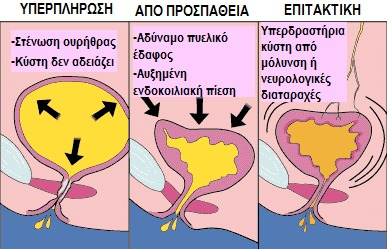 ΥΠΕΡΠΛΗΡΩΣΗ
-Στένωση ουρήθρας
-Κύστη δεν αδειάζει
ΑΠΟ ΠΡΟΣΠΑΘΕΙΑ
-Αδύναμο πυελικό
έδαφος
-Αυξημένη
ενδοκοιλιακή πίεση
ΕΠΙΤΑΚΤΙΚΗ
Υπερδραστήρια
κύστη από
μόλυνση ή
νευρολογικές
διαταραχές